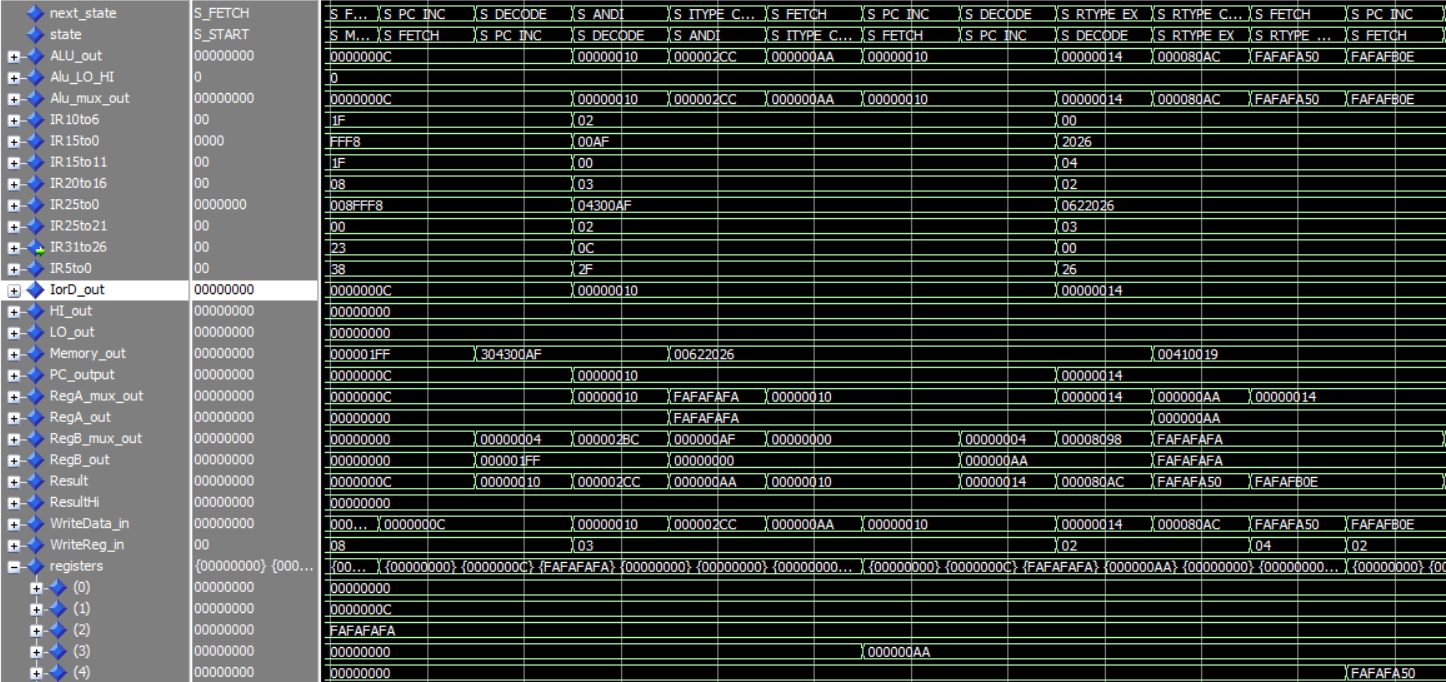 next_state S_FETCH S_F... S_PC_INC S_DECODE S_ANDI S_ITYPE_C... S_FETCH S_PC_INC S_DECODE S_RTYPE_EX S_RTYPE_C... S_FETCH S_PC_INC
state S_START S_M... S_FETCH S_PC_INC S_DECODE S_ANDI S_ITYPE_C... S_FETCH S_PC_INC S_DECODE S_RTYPE_EX S_RTYPE_... S_FETCH
ALU_out 00000000 0000000C 00000010 000002CC 000000AA 00000010 00000014 000080AC FAFAFA50 FAFAFB0E
Alu_LO_HI 0 0
Alu_mux_out 00000000 0000000C 00000010 000002CC 000000AA 00000010 00000014 000080AC FAFAFA50 FAFAFB0E
IR10to6 00 1F 02 00
IR15to0 0000 FFF8 00AF 2026
IR15to11 00 1F 00 04
IR20to16 00 08 03 02
IR25to0 0000000 008FFF8 04300AF 0622026
IR25to21 00 00 02 03
IR31to26 00 23 0C 00
IR5to0 00 38 2F 26
IorD_out 00000000 0000000C 00000010 00000014
HI_out 00000000 00000000
LO_out 00000000 00000000
Memory_out 00000000 000001FF 304300AF 00622026 00410019
PC_output 00000000 0000000C 00000010 00000014
RegA_mux_out 00000000 0000000C 00000010 FAFAFAFA 00000010 00000014 000000AA 00000014
RegA_out 00000000 00000000 FAFAFAFA 000000AA
RegB_mux_out 00000000 00000000 00000004 000002BC 000000AF 00000000 00000004 00008098 FAFAFAFA
RegB_out 00000000 00000000 000001FF 00000000 000000AA FAFAFAFA
Result 00000000 0000000C 00000010 000002CC 000000AA 00000010 00000014 000080AC FAFAFA50 FAFAFB0E
ResultHi 00000000 00000000
WriteData_in 00000000 000... 0000000C 00000010 000002CC 000000AA 00000010 00000014 000080AC FAFAFA50 FAFAFB0E
WriteReg_in 00 08 03 02 04 02
registers {00000000} {000... {00... {00000000} {0000000C} {FAFAFAFA} {00000000} {00000000} {00000000... {00000000} {0000000C} {FAFAFAFA} {000000AA} {00000000} {00000000... {00000000} {00
(0) 00000000 00000000
(1) 00000000 0000000C
(2) 00000000 FAFAFAFA
(3) 00000000 00000000 000000AA
(4) 00000000 00000000 FAFAFA50